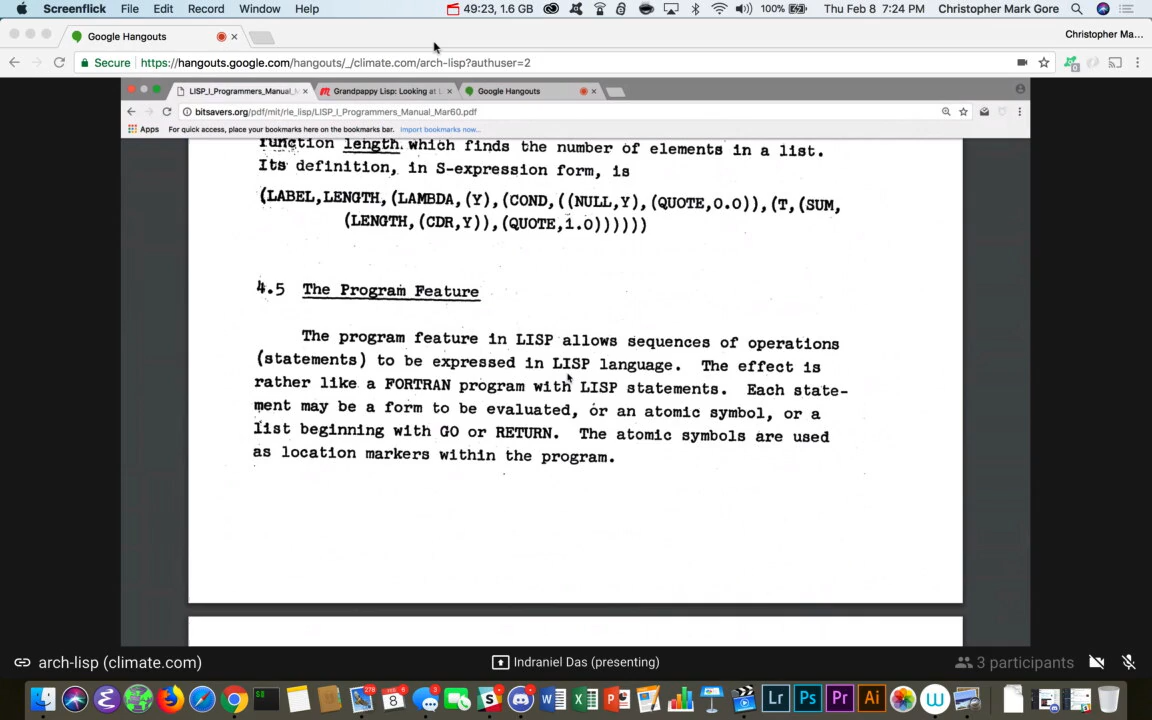 Screenflick File Edit Record Window Help 49:23, 1.6 GB 100% Thu Feb 8 7:24 PM Christopher Mark Gore
Google Hangouts Christopher Ma...
Secure https://hangouts.google.com/hangouts/_/climate.com/arch-lisp?authuser=2
LISP_I_Programmers_Manual_ Grandpappy Lisp: Looking at L Google Hangouts
bitsavers.org/pdf/mit/rle_lisp/LISP_I_Programmers_Manual_Mar60.pdf
Apps For quick access, place your bookmarks here on the bookmarks bar. Import bookmarks now...
function length which finds the number of elements in a list.
Its definition, in S-expression form, is
(LABEL,LENGTH,(LAMBDA,(Y),(COND,((NULL,Y),(QUOTE,0.0)),(T,(SUM,
(LENGTH,(CDR,Y)),(QUOTE,1.0))))))
4.5 The Program Feature
The program feature in LISP allows sequences of operations
(statements) to be expressed in LISP language. The effect is
rather like a FORTRAN program with LISP statements. Each state-
ment may be a form to be evaluated, or an atomic symbol, or a
list beginning with GO or RETURN. The atomic symbols are used
as location markers within the program.
arch-lisp (climate.com) Indraniel Das (presenting) 3 participants
278 8 3 W X P Lr Ps Pr Ai W